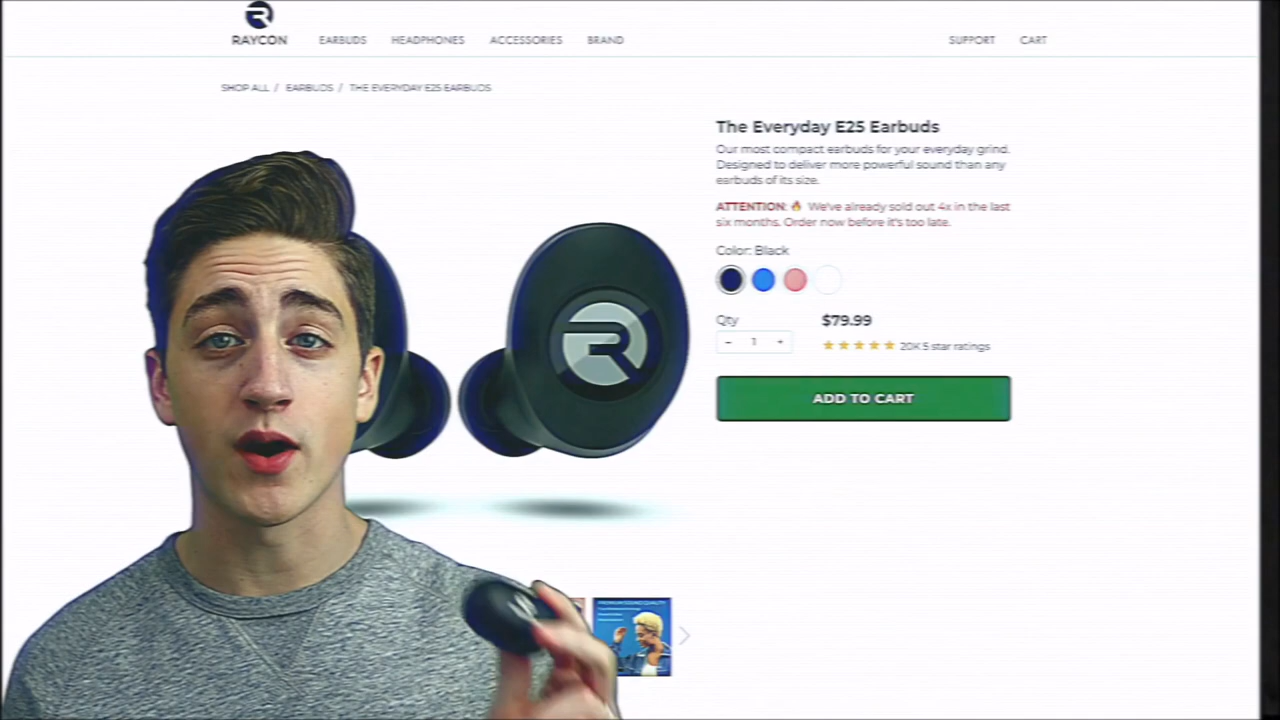 RAYCON
EARBUDS
HEADPHONES
ACCESSORIES
BRAND
SUPPORT
CART
SHOP ALL / EARBUDS / THE EVERYDAY E25 EARBUDS
The Everyday E25 Earbuds
Our most compact earbuds for your everyday grind.
Designed to deliver more powerful sound than any
earbuds of its size.
ATTENTION: 🔥 We've already sold out 4x in the last
six months. Order now before it's too late.
Color: Black
Qty
$79.99
- 1 +
20K 5 star ratings
ADD TO CART
PREMIUM SOUND QUALITY